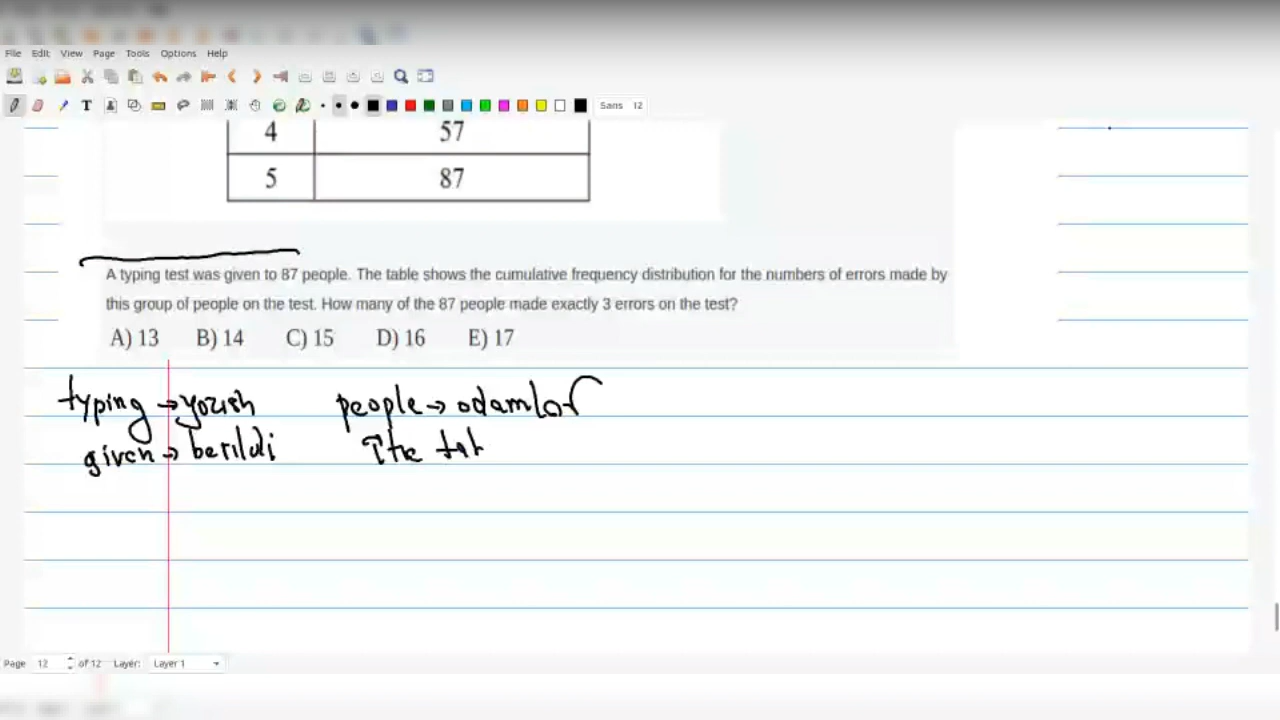 File Edit View Page Tools Options Help
T Sans 12
4 57
5 87
A typing test was given to 87 people. The table shows the cumulative frequency distribution for the numbers of errors made by
this group of people on the test. How many of the 87 people made exactly 3 errors on the test?
A) 13 B) 14 C) 15 D) 16 E) 17
typing → yozish people → odamlar
given → berildi The tab
Page 12 of 12 Layer: Layer 1